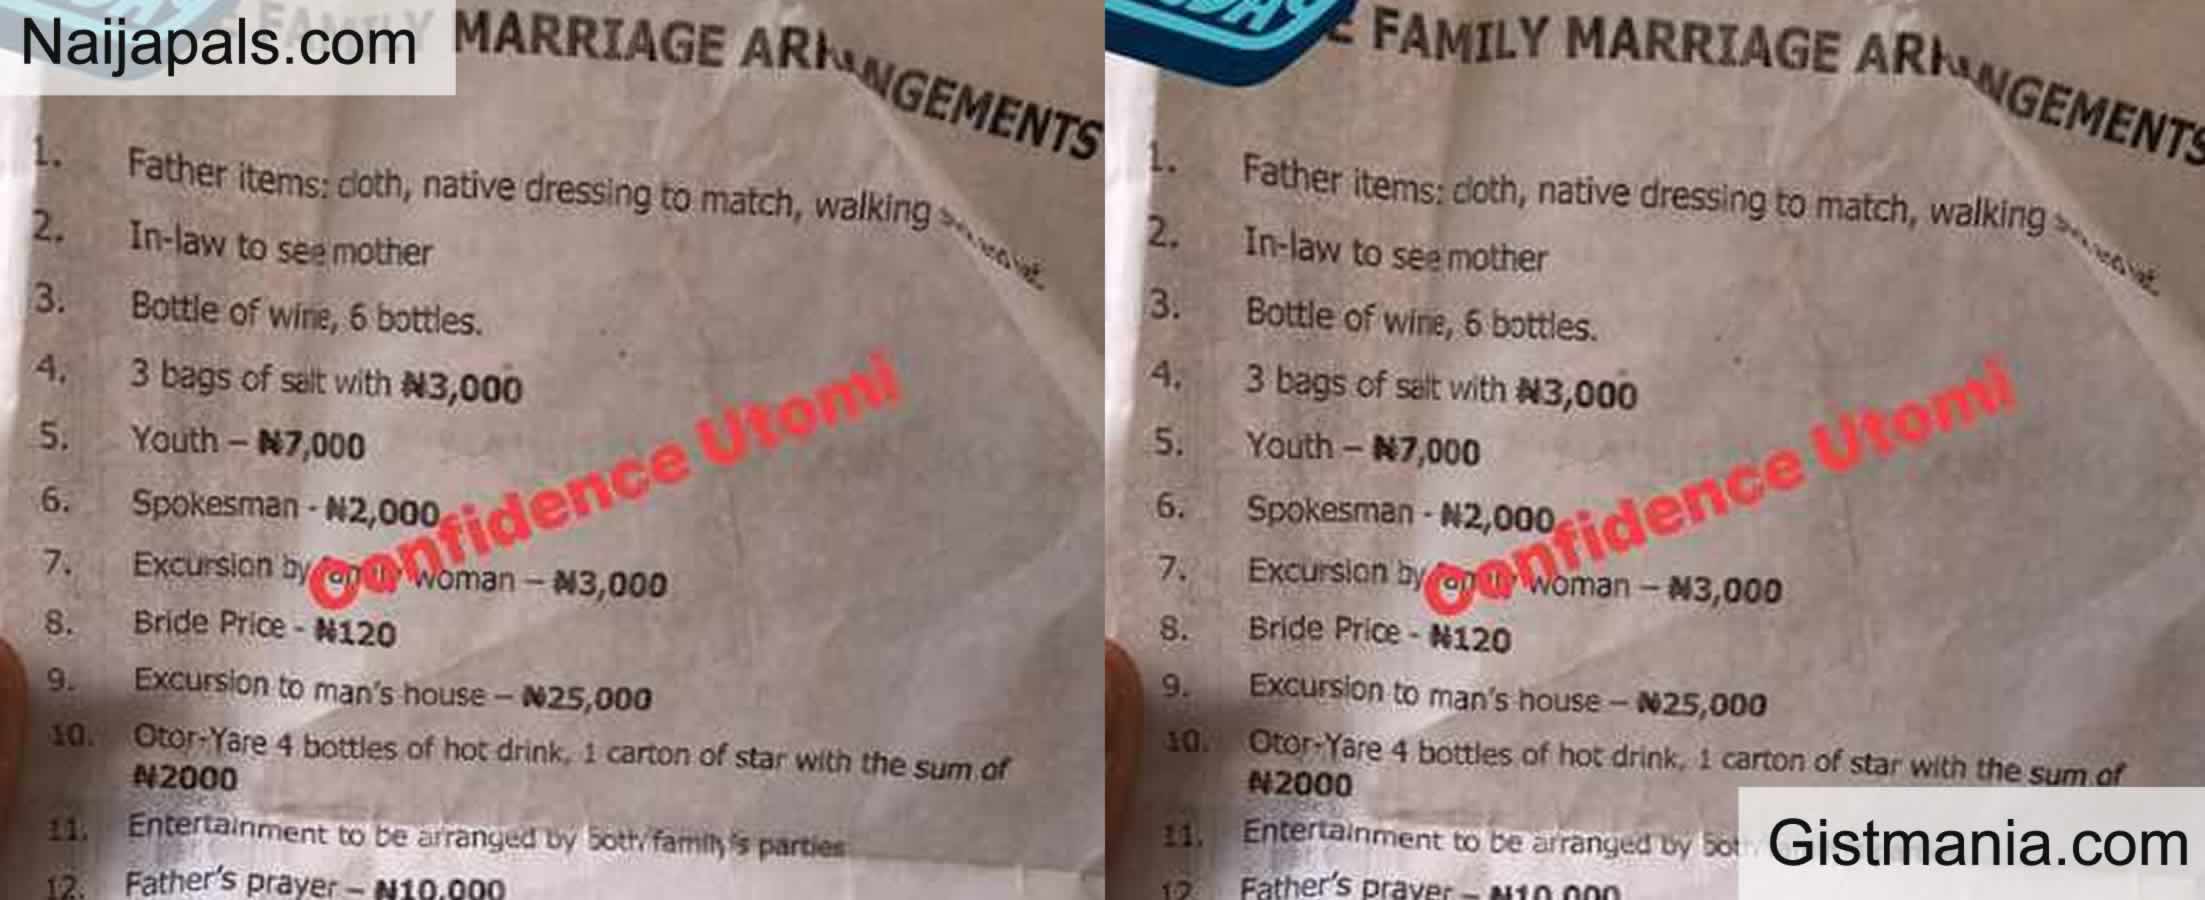 Naijapals.com
MARRIAGE ARRANGEMENTS
1. Father items: cloth, native dressing to match, walking
2. In-law to see mother
3. Bottle of wine, 6 bottles.
4. 3 bags of salt with ₦3,000
5. Youth – ₦7,000
6. Spokesman - ₦2,000
7. Excursion by family woman – ₦3,000
8. Bride Price - ₦120
9. Excursion to man's house – ₦25,000
10. Otor-Yare 4 bottles of hot drink, 1 carton of star with the sum of
₦2000
11. Entertainment to be arranged by both family's parties
12. Father's prayer – ₦10,000
Confidence Utomi
FAMILY MARRIAGE ARRANGEMENTS
1. Father items: cloth, native dressing to match, walking
2. In-law to see mother
3. Bottle of wine, 6 bottles.
4. 3 bags of salt with ₦3,000
5. Youth – ₦7,000
6. Spokesman - ₦2,000
7. Excursion by family woman – ₦3,000
8. Bride Price - ₦120
9. Excursion to man's house – ₦25,000
10. Otor-Yare 4 bottles of hot drink, 1 carton of star with the sum of
₦2000
11. Entertainment to be arranged by
12. Father's prayer – ₦10,000
Confidence Utomi
Gistmania.com